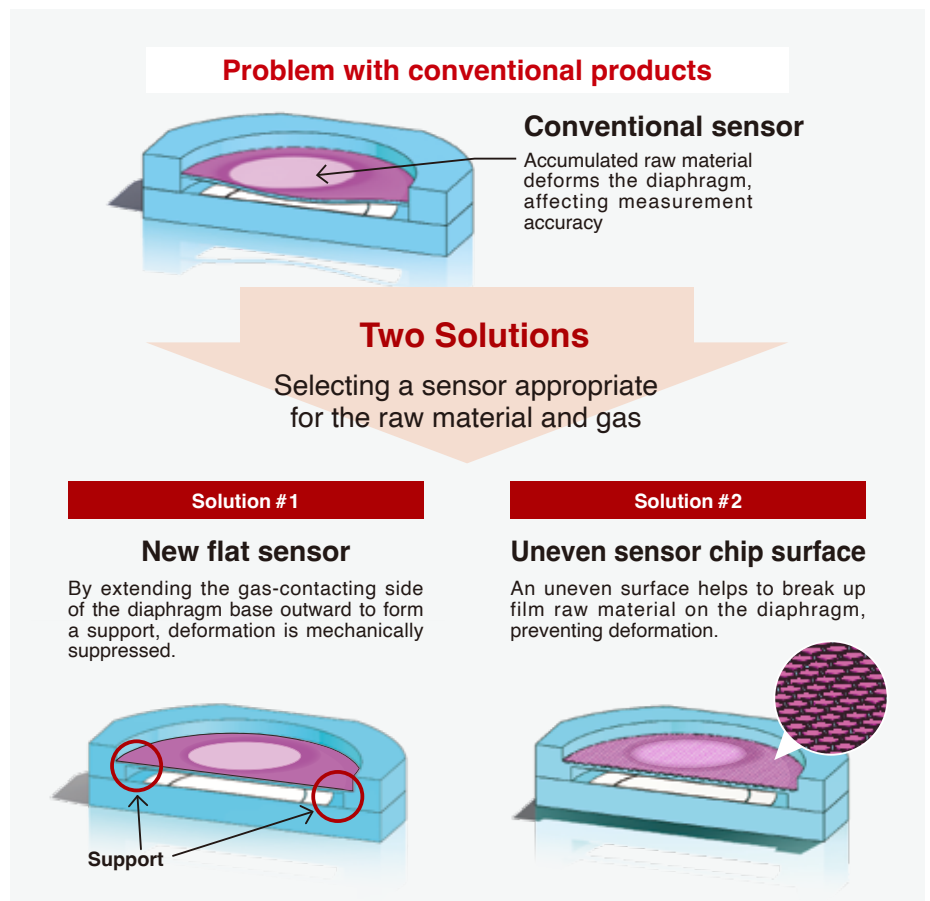 Problem with conventional products
Conventional sensor
Accumulated raw material
deforms the diaphragm,
affecting measurement
accuracy
Two Solutions
Selecting a sensor appropriate
for the raw material and gas
Solution #1
New flat sensor
By extending the gas-contacting side
of the diaphragm base outward to form
a support, deformation is mechanically
suppressed.
Support
Solution #2
Uneven sensor chip surface
An uneven surface helps to break up
film raw material on the diaphragm,
preventing deformation.